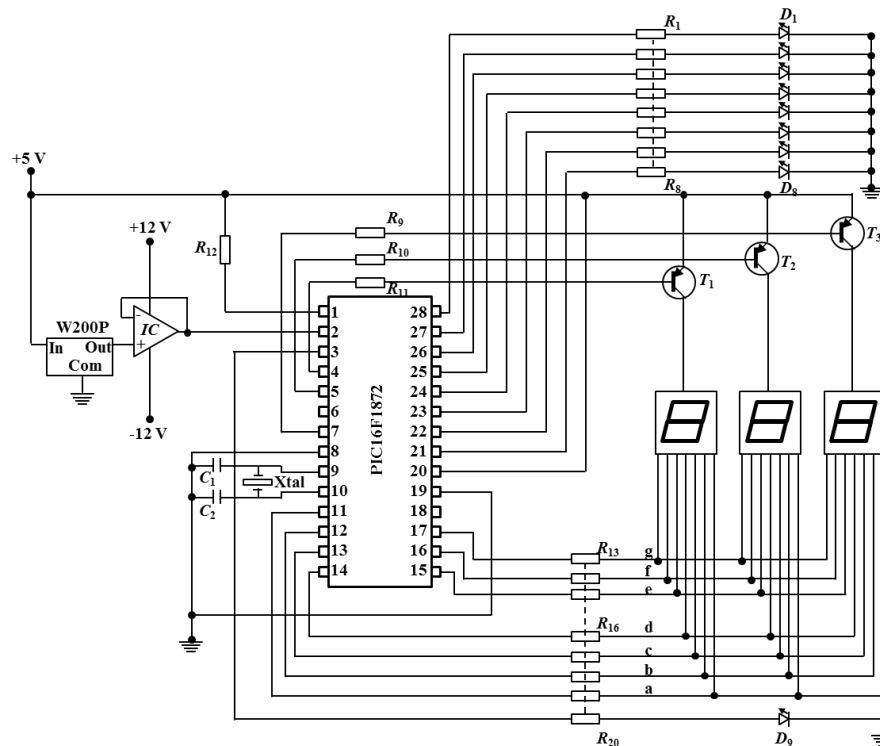 R1 D1
+5 V
R8 D8
+12 V
R9
T3
R12
R10
T2
R11
T1
W200P
In Out
Com
-
+
IC
-12 V
PIC16F1872
1 28
2 27
3 26
4 25
5 24
6 23
7 22
8 21
9 20
10 19
11 18
12 17
13 16
14 15
C1
Xtal
C2
R13 g
f
e
R16 d
c
b
a
R20 D9